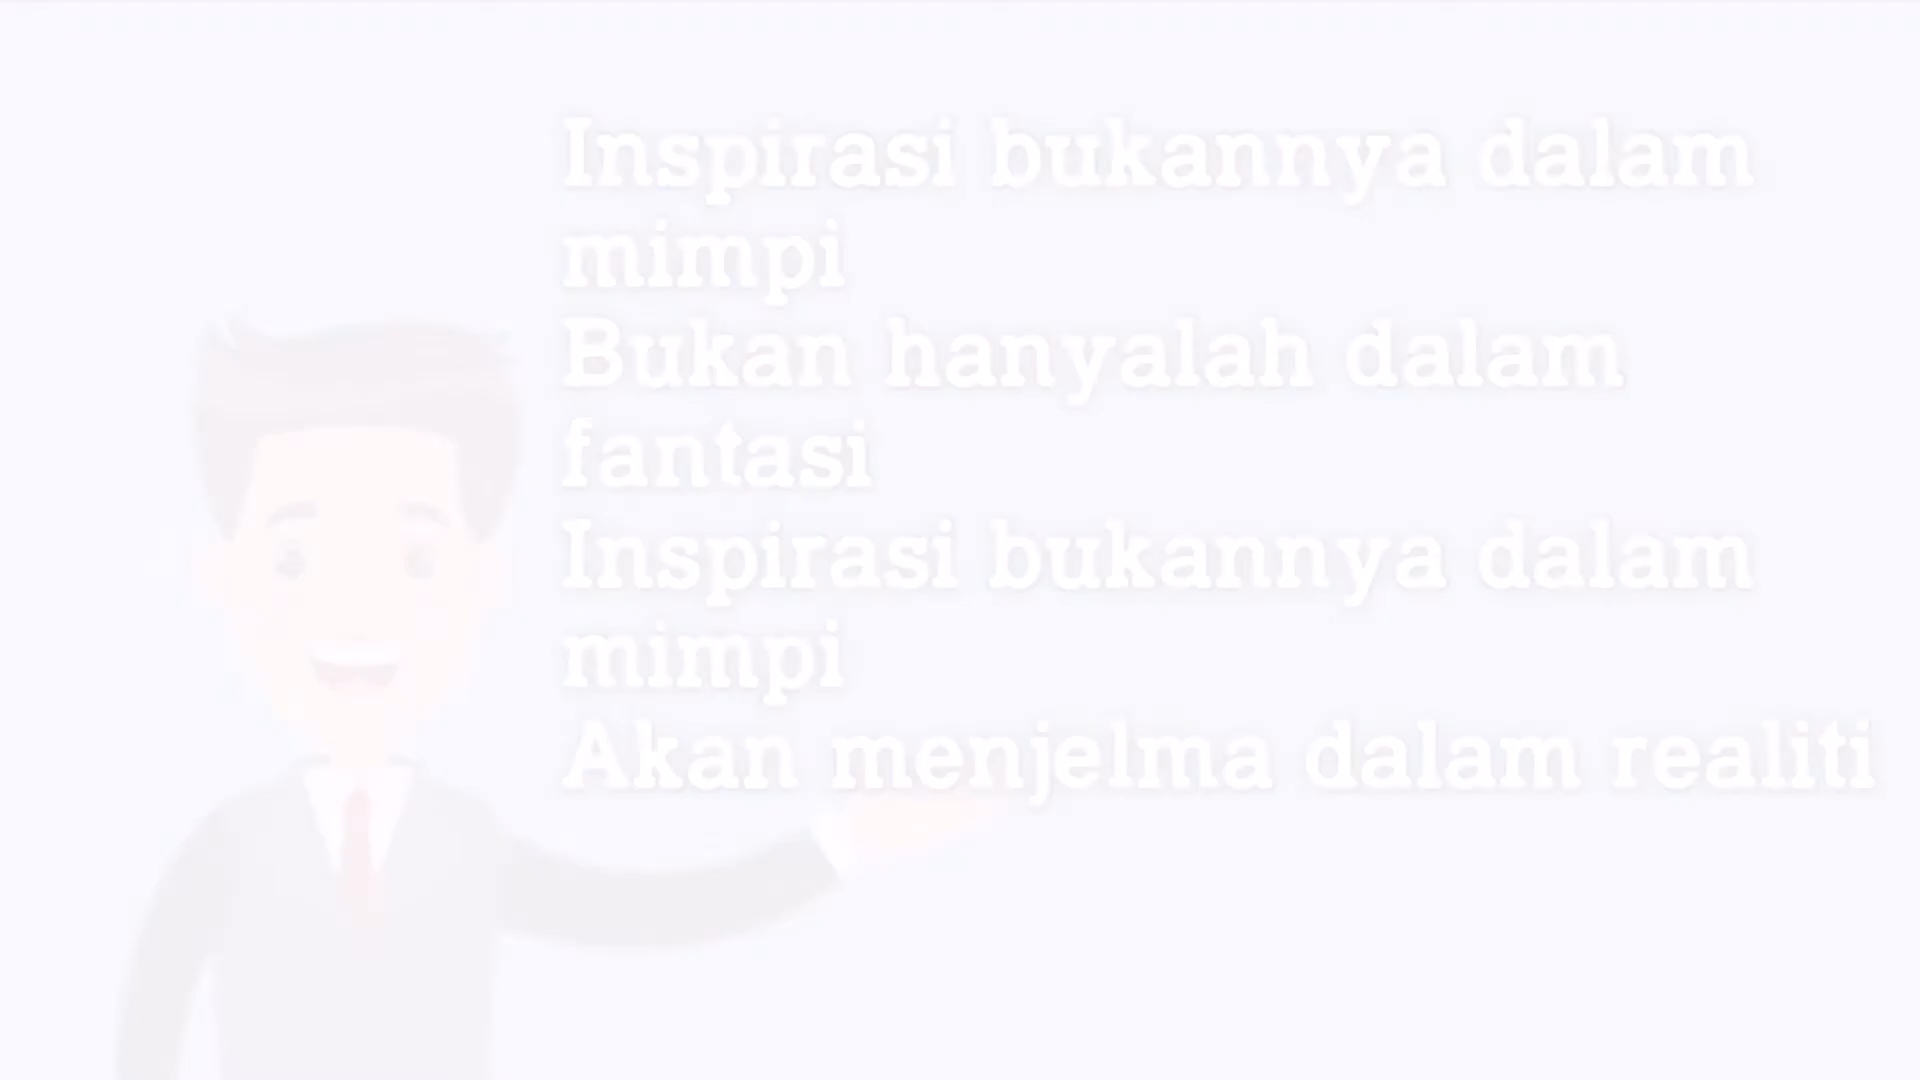 Inspirasi bukannya dalam
mimpi
Bukan hanyalah dalam
fantasi
Inspirasi bukannya dalam
mimpi
Akan menjelma dalam realiti